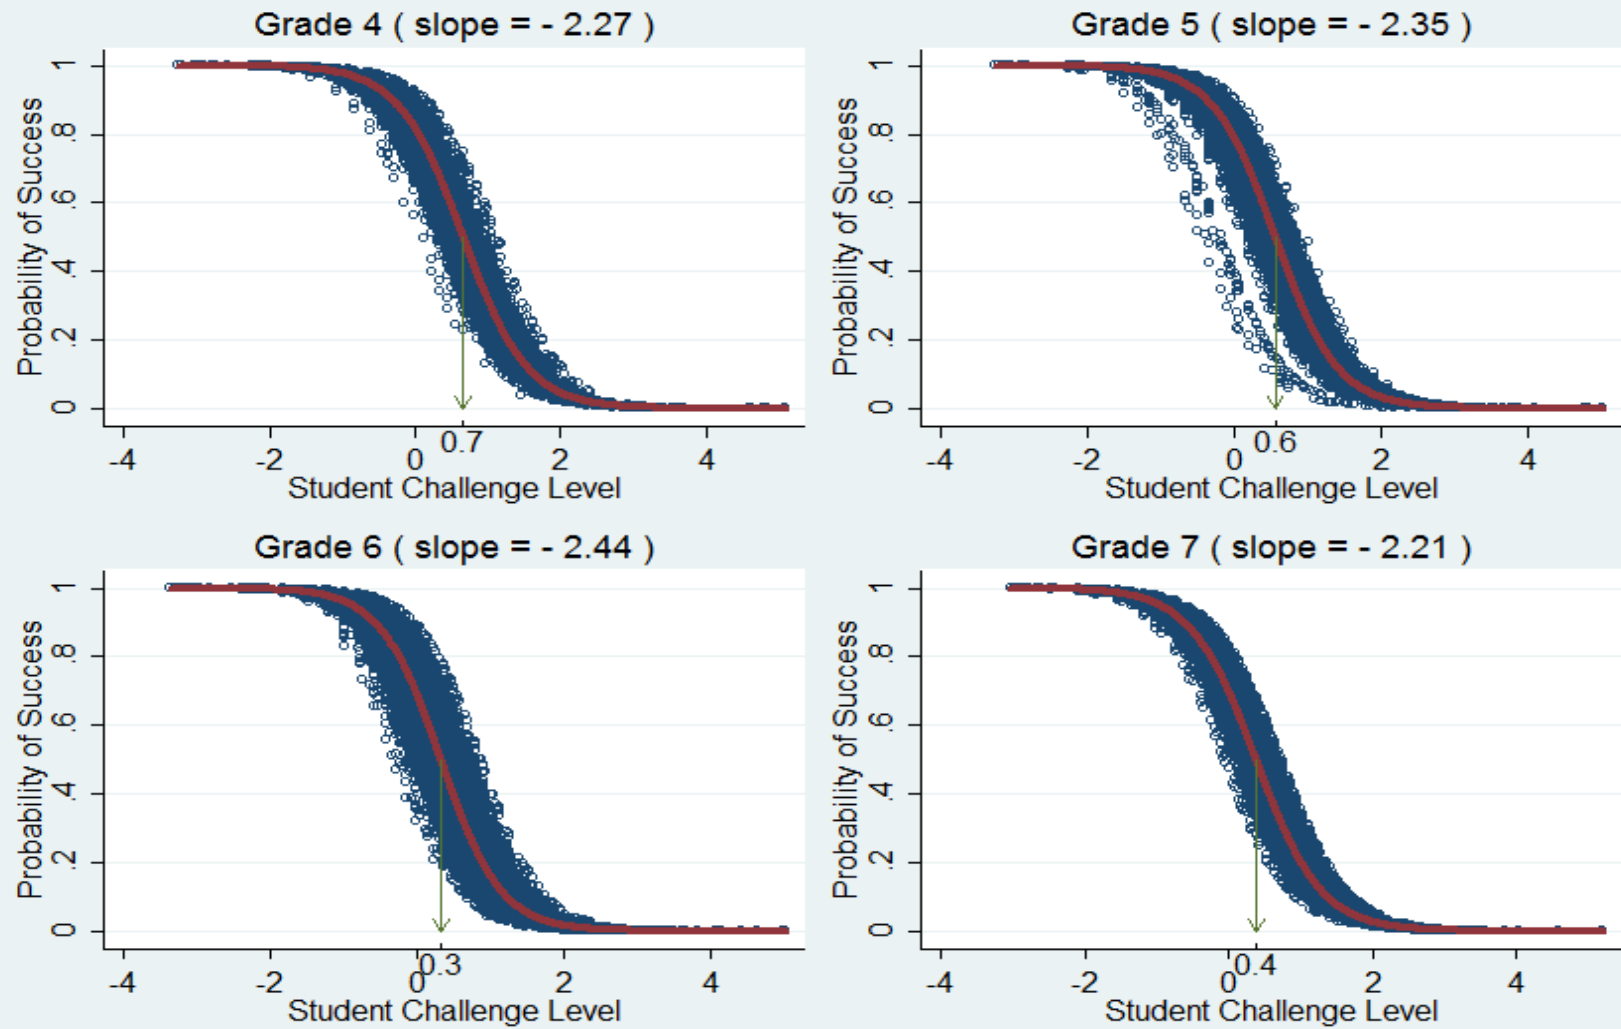 Grade 4 ( slope = - 2.27 )
Probability of Success
1
.8
.6
.4
.2
0
0.7
-4 -2 0 2 4
Student Challenge Level
Grade 5 ( slope = - 2.35 )
Probability of Success
1
.8
.6
.4
.2
0
0.6
-4 -2 0 2 4
Student Challenge Level
Grade 6 ( slope = - 2.44 )
Probability of Success
1
.8
.6
.4
.2
0
0.3
-4 -2 0 2 4
Student Challenge Level
Grade 7 ( slope = - 2.21 )
Probability of Success
1
.8
.6
.4
.2
0
0.4
-4 -2 0 2 4
Student Challenge Level